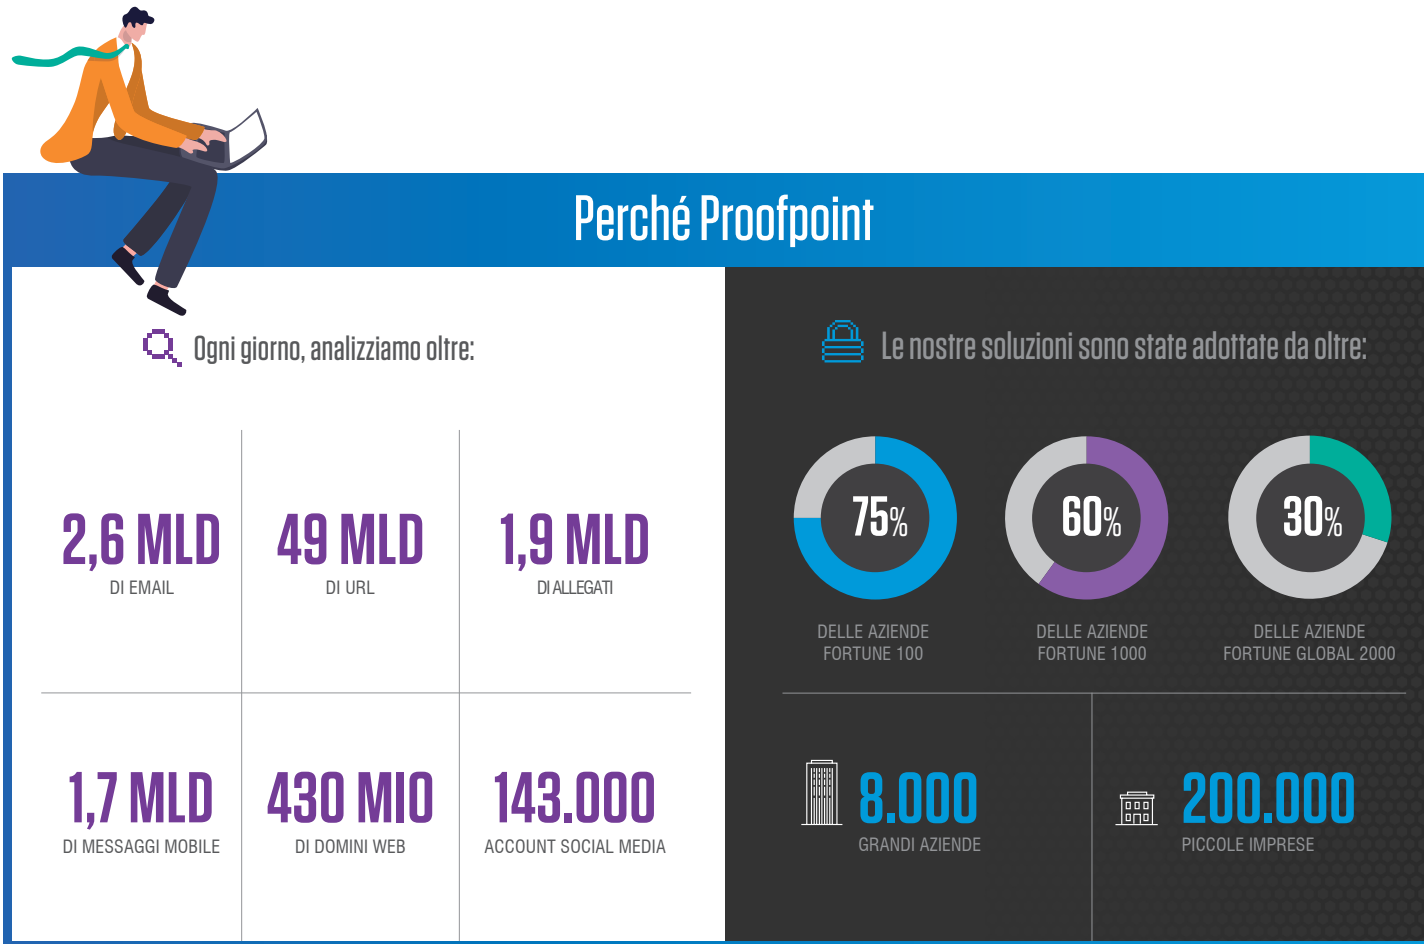 Perché Proofpoint
Ogni giorno, analizziamo oltre:
2,6 MLD
DI EMAIL
49 MLD
DI URL
1,9 MLD
DI ALLEGATI
1,7 MLD
DI MESSAGGI MOBILE
430 MIO
DI DOMINI WEB
143.000
ACCOUNT SOCIAL MEDIA
Le nostre soluzioni sono state adottate da oltre:
75%
DELLE AZIENDE
FORTUNE 100
60%
DELLE AZIENDE
FORTUNE 1000
30%
DELLE AZIENDE
FORTUNE GLOBAL 2000
8.000
GRANDI AZIENDE
200.000
PICCOLE IMPRESE